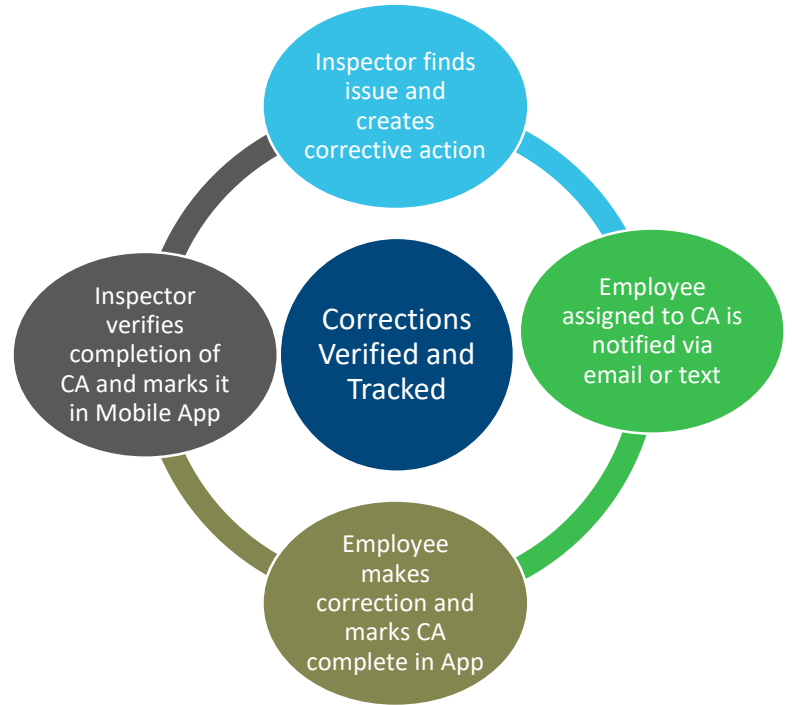 Inspector finds
issue and
creates
corrective action
Employee
assigned to CA is
notified via
email or text
Employee
makes
correction and
marks CA
complete in App
Inspector
verifies
completion of
CA and marks it
in Mobile App
Corrections
Verified and
Tracked